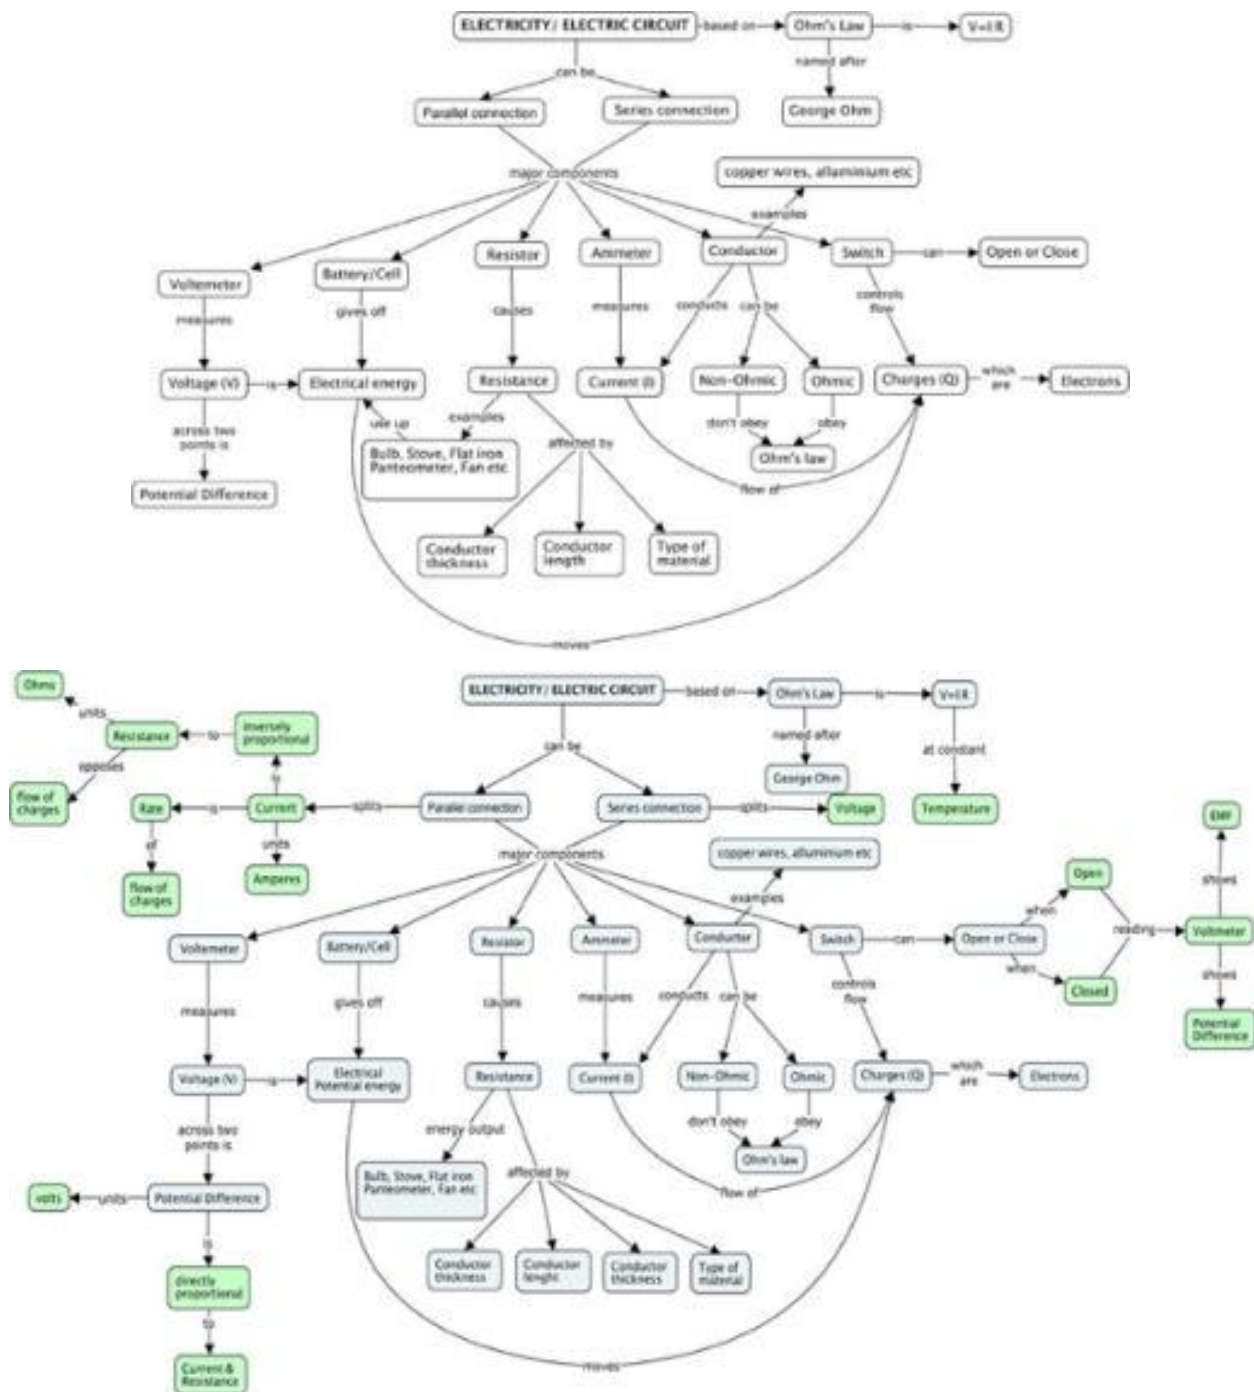 ELECTRICITY / ELECTRIC CIRCUIT
based on
Ohm's Law
is
V=I.R
named after
George Ohm
can be
Parallel connection
Series connection
major components
copper wires, alluminium etc
examples
Voltemeter
Battery/Cell
Resistor
Ammeter
Conductor
Switch
can
Open or Close
measures
gives off
causes
measures
conducts
can be
controls
flow
Voltage (V)
is
Electrical energy
Resistance
Current (I)
Non-Ohmic
Ohmic
Charges (Q)
which
are
Electrons
across two
points is
use up
examples
affected by
don't obey
obey
Bulb, Stove, Flat iron
Panteometer, Fan etc
Ohm's law
flow of
Potential Difference
Conductor
thickness
Conductor
length
Type of
material
moves
Ohms
units
Resistance
to
inversely
proportional
opposes
is
flow of
charges
Rate
is
Current
splits
of
units
flow of
charges
Amperes
ELECTRICITY / ELECTRIC CIRCUIT
based on
Ohm's Law
is
V=I.R
named after
at constant
can be
George Ohm
Parallel connection
Series connection
splits
Voltage
Temperature
major components
copper wires, alluminium etc
examples
EMF
shows
Open
when
reading
Voltmeter
Voltemeter
Battery/Cell
Resistor
Ammeter
Conductor
Switch
can
Open or Close
when
Closed
shows
Potential
Difference
measures
gives off
causes
measures
conducts
can be
controls
flow
Voltage (V)
is
Electrical
Potential energy
Resistance
Current (I)
Non-Ohmic
Ohmic
Charges (Q)
which
are
Electrons
across two
points is
energy output
affected by
don't obey
obey
Bulb, Stove, Flat iron
Panteometer, Fan etc
Ohm's law
flow of
volts
units
Potential Difference
is
Conductor
thickness
Conductor
lenght
Conductor
thickness
Type of
material
directly
proportional
to
Current &
Resistance
moves